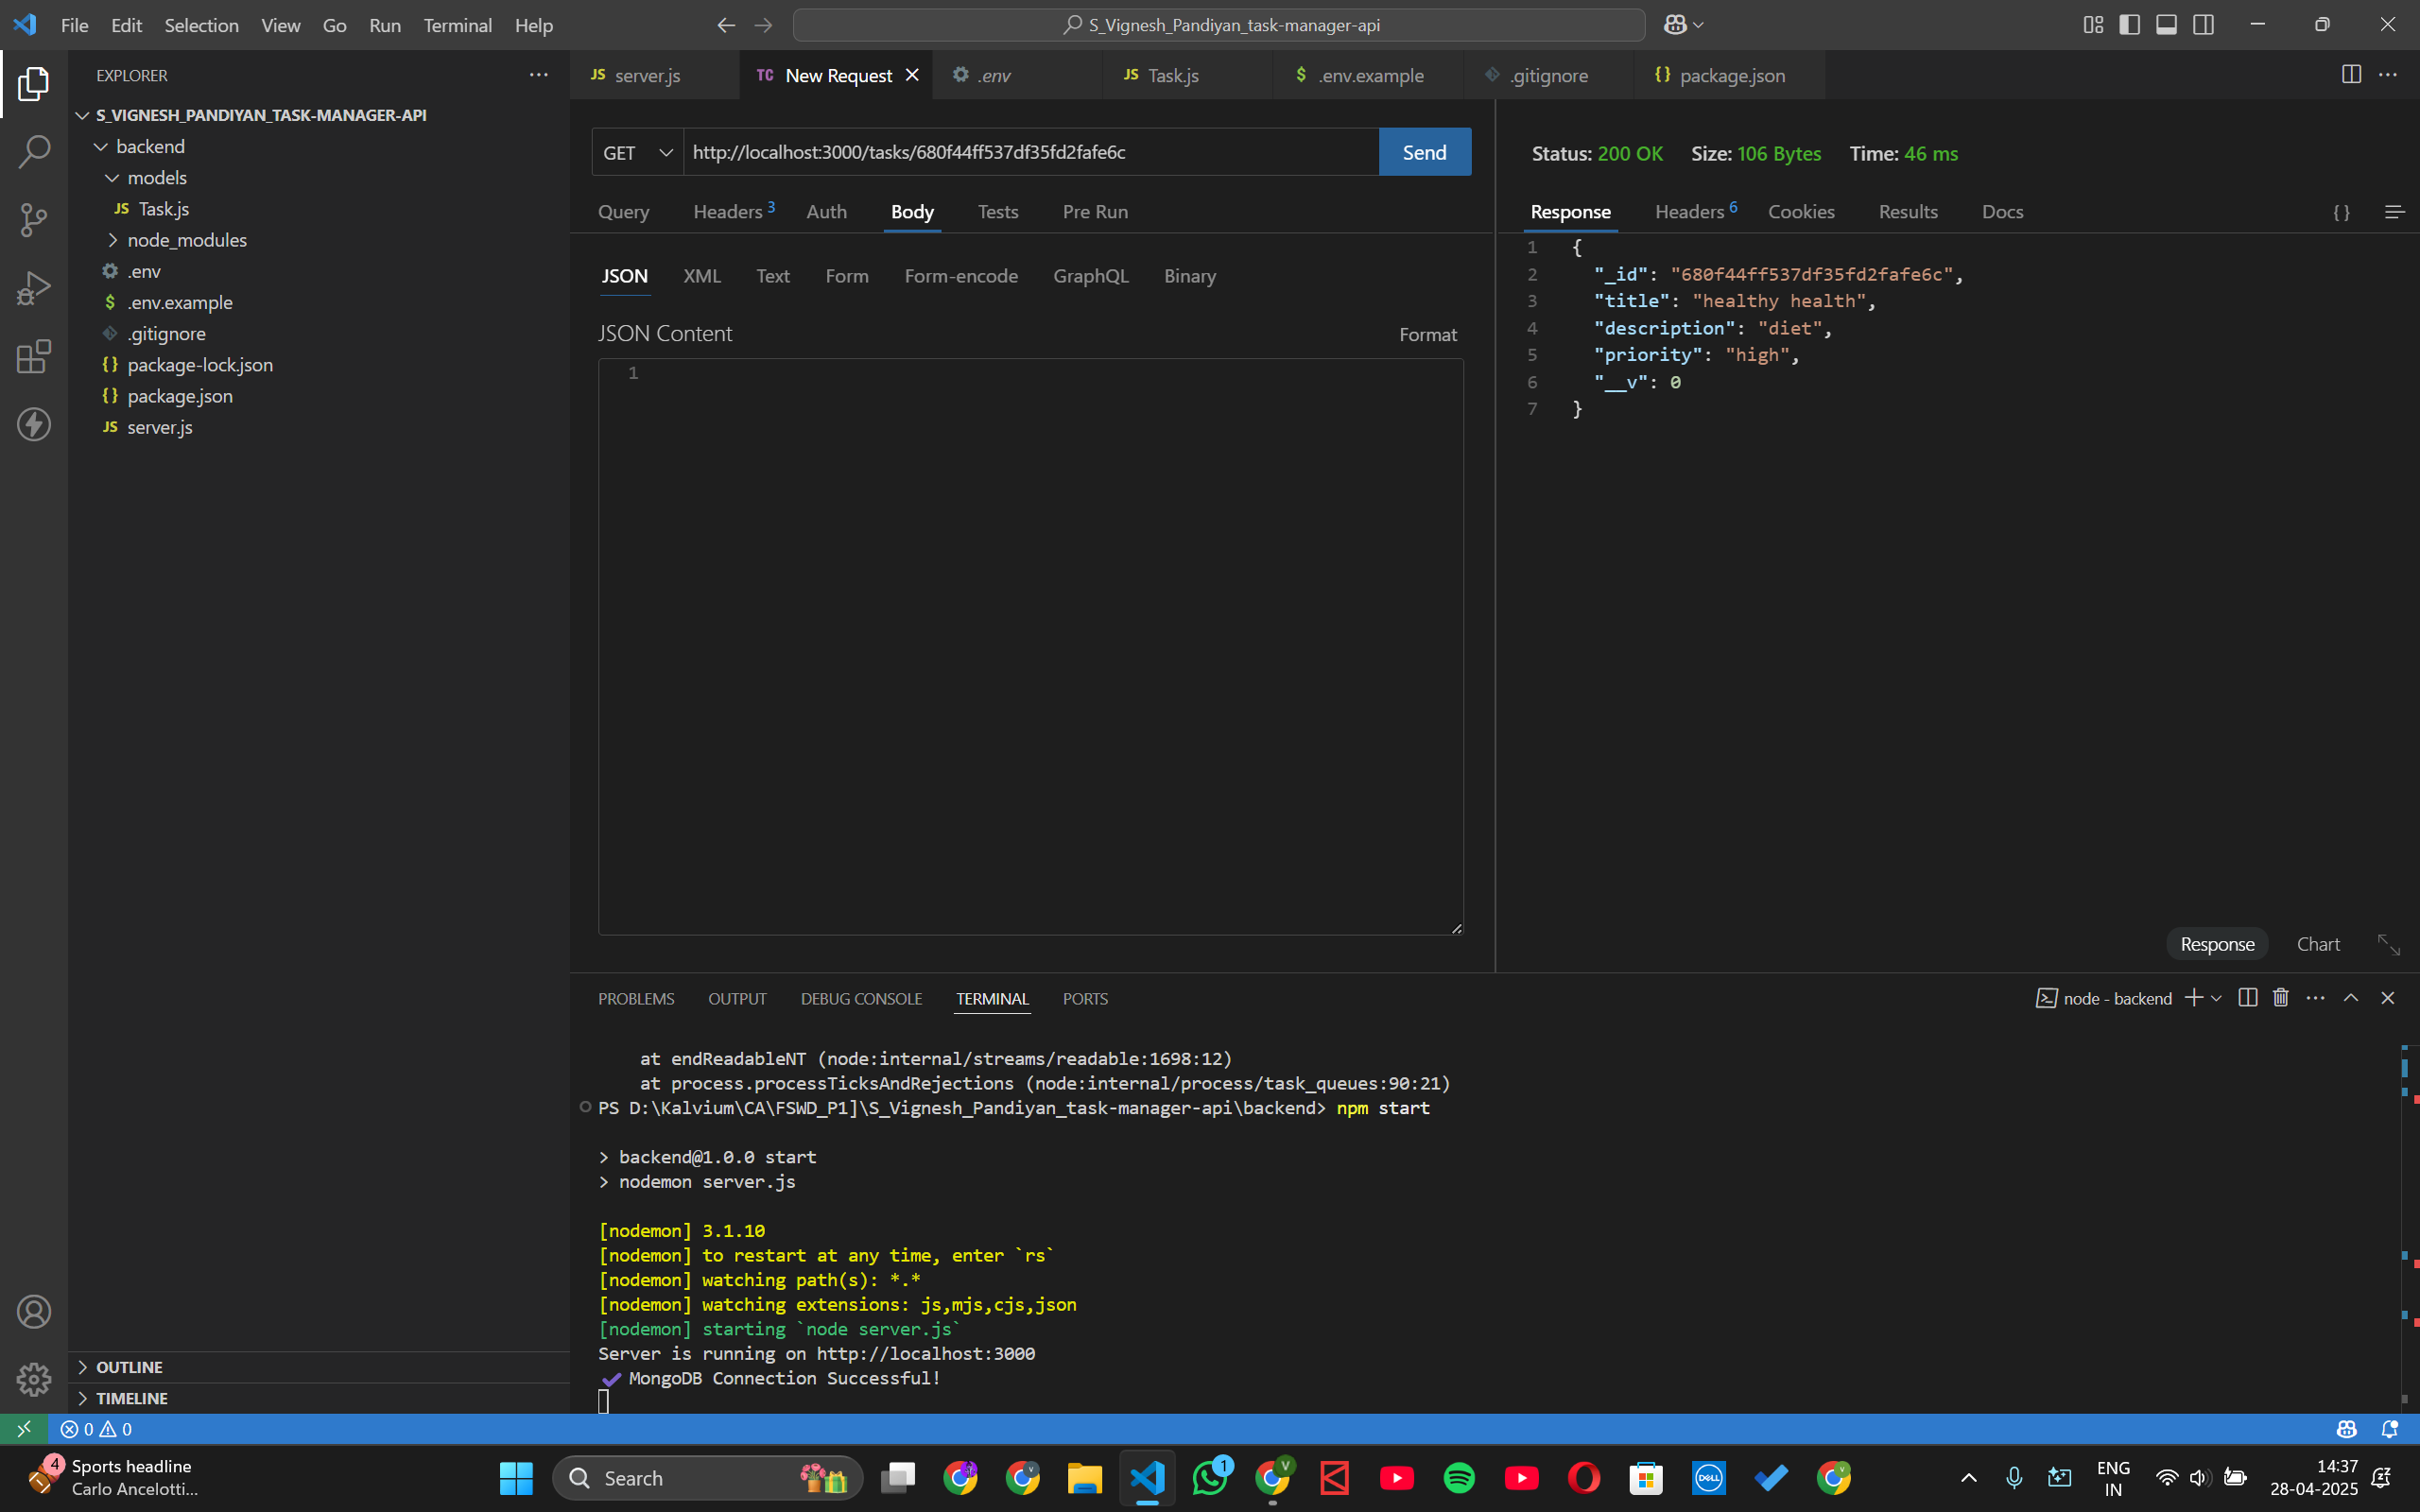 File Edit Selection View Go Run Terminal Help
S_Vignesh_Pandiyan_task-manager-api
EXPLORER
S_VIGNESH_PANDIYAN_TASK-MANAGER-API
backend
models
JS Task.js
node_modules
.env
$ .env.example
.gitignore
{} package-lock.json
{} package.json
JS server.js
OUTLINE
TIMELINE
JS server.js TC New Request .env JS Task.js $ .env.example .gitignore {} package.json
GET http://localhost:3000/tasks/680f44ff537df35fd2fafe6c Send
Query Headers 3 Auth Body Tests Pre Run
JSON XML Text Form Form-encode GraphQL Binary
JSON Content Format
1
Status: 200 OK Size: 106 Bytes Time: 46 ms
Response Headers 6 Cookies Results Docs { }
1 {
2 "_id": "680f44ff537df35fd2fafe6c",
3 "title": "healthy health",
4 "description": "diet",
5 "priority": "high",
6 "__v": 0
7 }
Response Chart
PROBLEMS OUTPUT DEBUG CONSOLE TERMINAL PORTS node - backend
at endReadableNT (node:internal/streams/readable:1698:12)
at process.processTicksAndRejections (node:internal/process/task_queues:90:21)
PS D:\Kalvium\CA\FSWD_P1]\S_Vignesh_Pandiyan_task-manager-api\backend> npm start
> backend@1.0.0 start
> nodemon server.js
[nodemon] 3.1.10
[nodemon] to restart at any time, enter `rs`
[nodemon] watching path(s): *.*
[nodemon] watching extensions: js,mjs,cjs,json
[nodemon] starting `node server.js`
Server is running on http://localhost:3000
✔ MongoDB Connection Successful!
0 0
4 Sports headline
Carlo Ancelotti...
Search
1
V
DELL
ENG
IN
14:37
28-04-2025